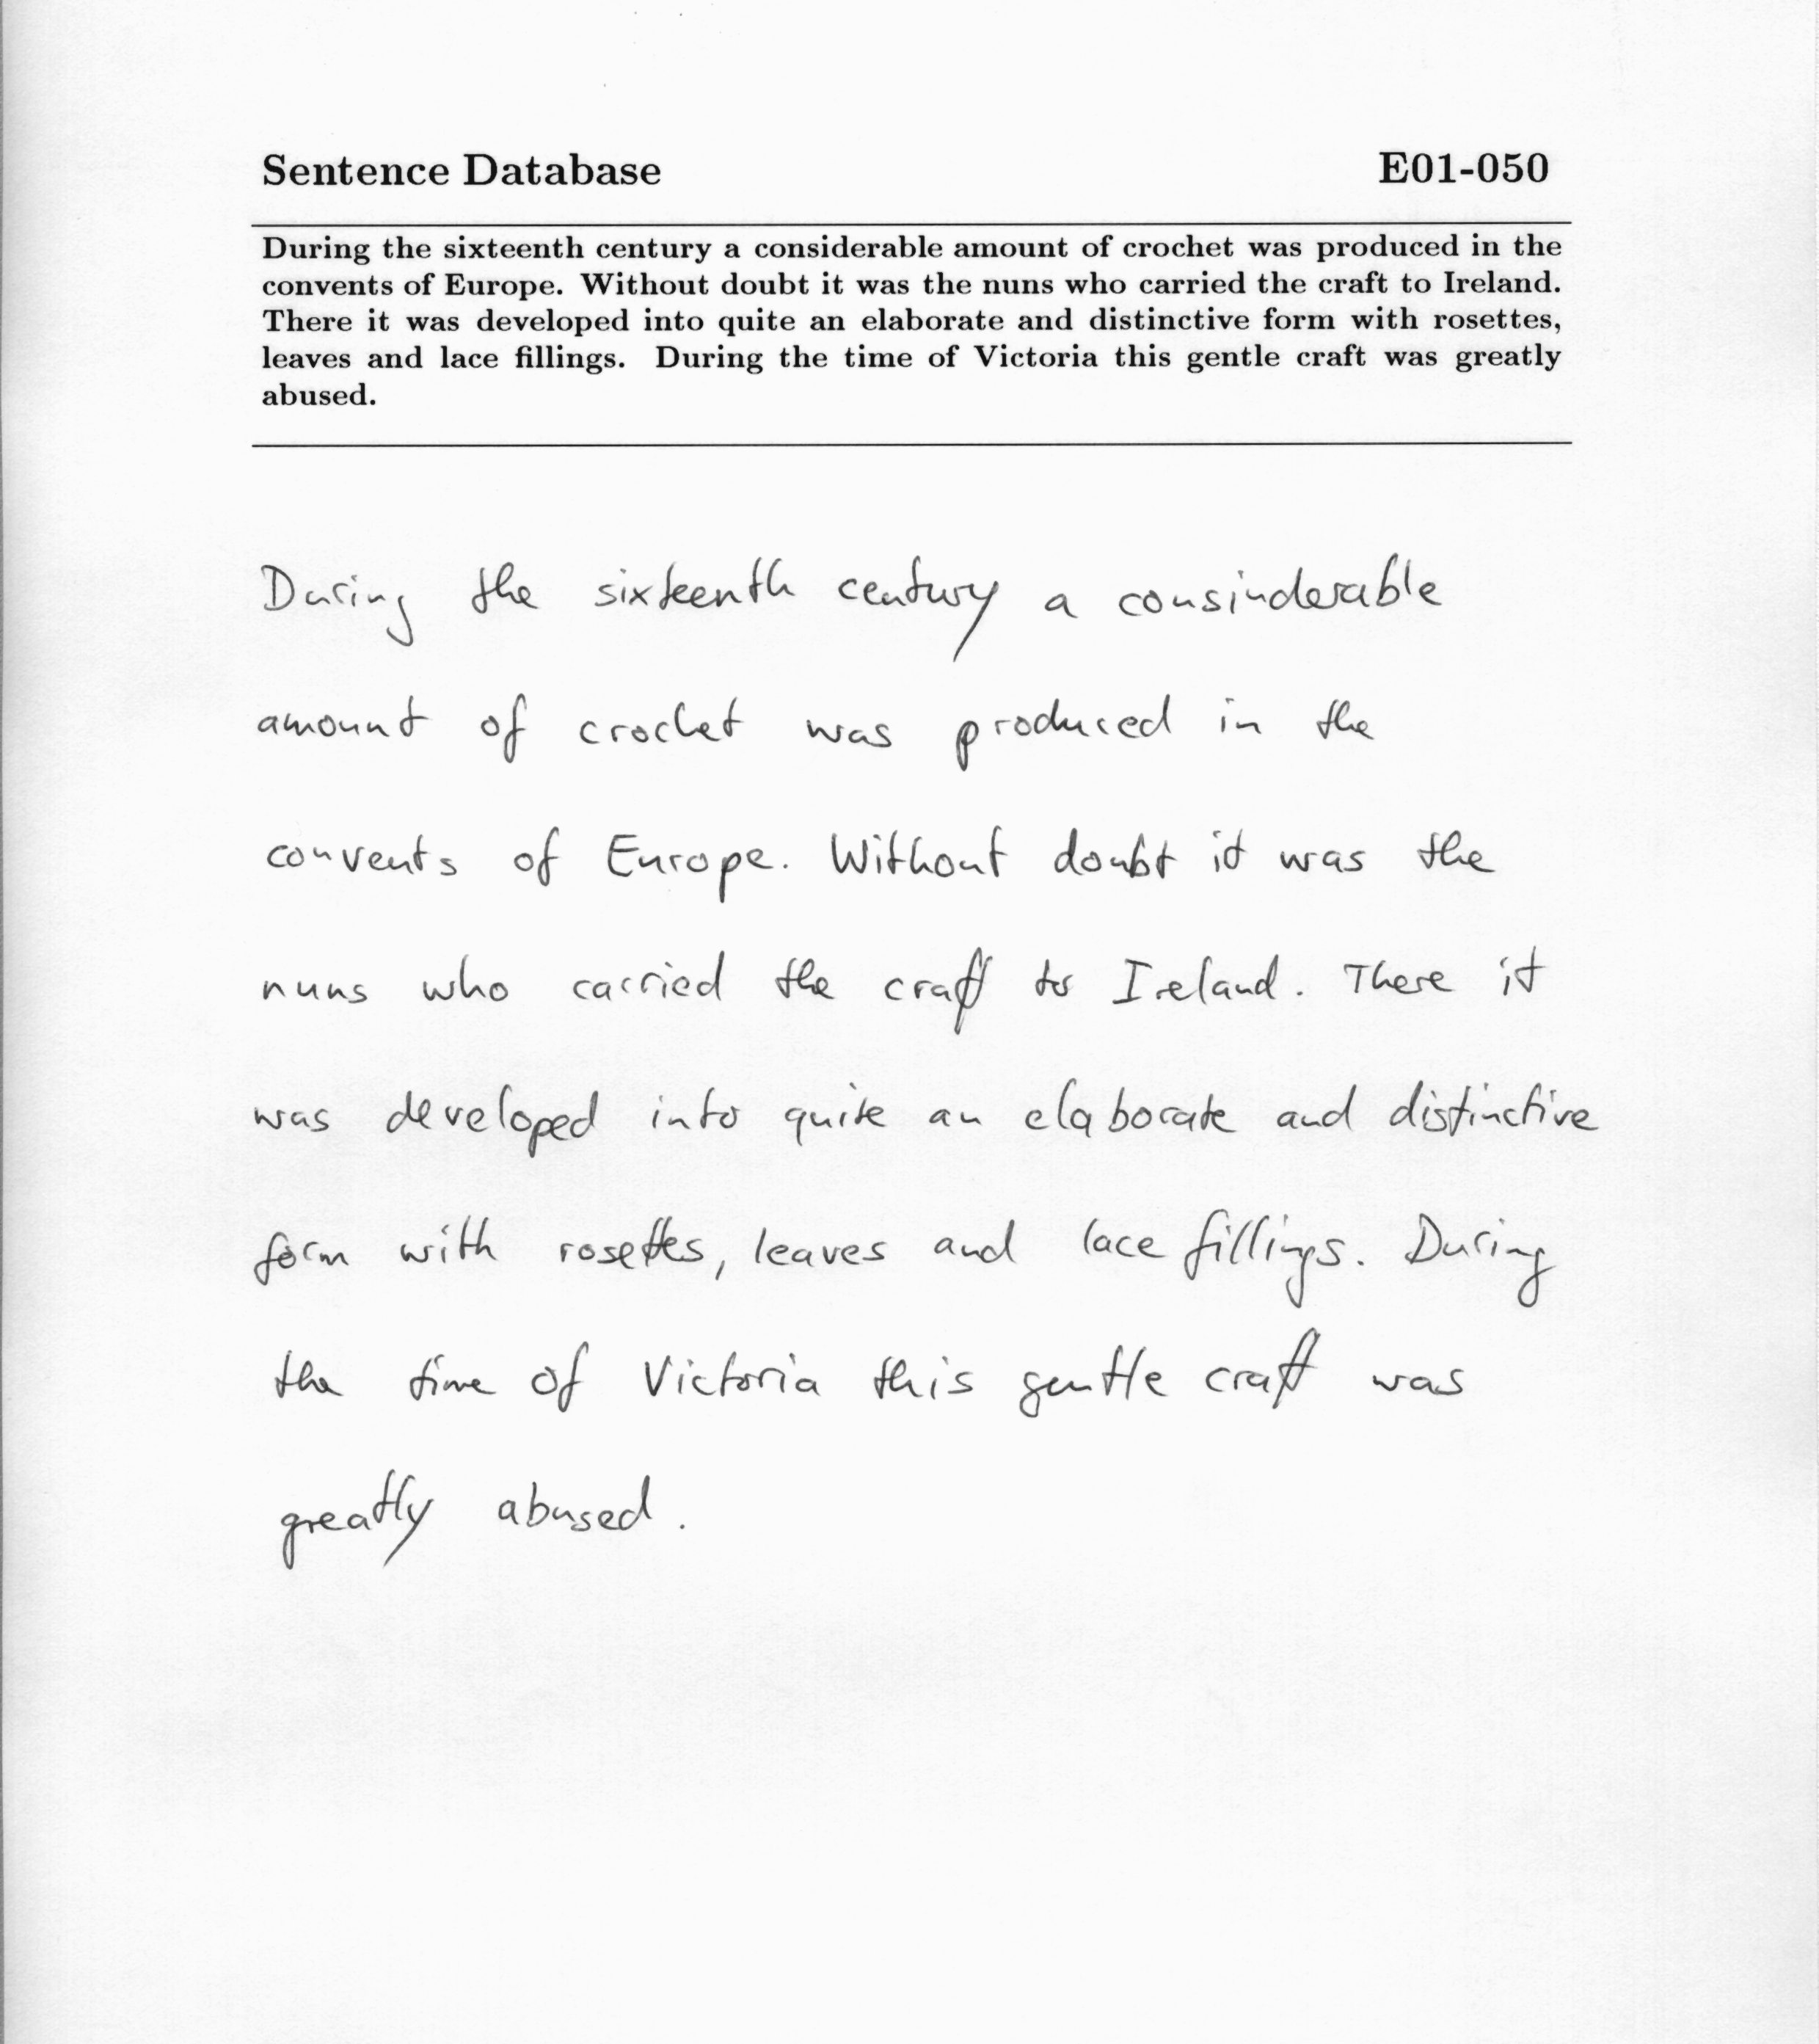 Sentence Database E01-050
During the sixteenth century a considerable amount of crochet was produced in the
convents of Europe. Without doubt it was the nuns who carried the craft to Ireland.
There it was developed into quite an elaborate and distinctive form with rosettes,
leaves and lace fillings. During the time of Victoria this gentle craft was greatly
abused.
During the sixteenth century a consinderable
amount of crochet was produced in the
convents of Europe. Without doubt it was the
nuns who carried the craft to Ireland. There it
was developed into quite an elaborate and distinctive
form with rosettes, leaves and lace fillings. During
the time of Victoria this gentle craft was
greatly abused.